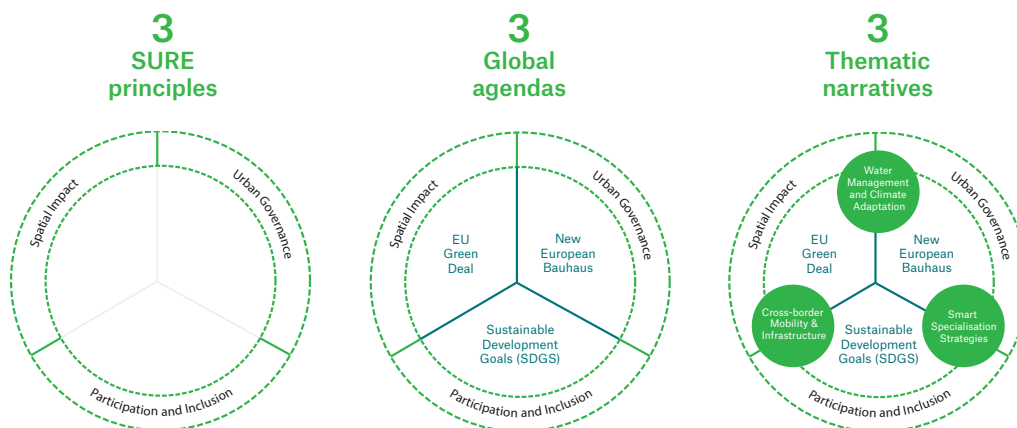 3
SURE
principles
Spatial Impact
Urban Governance
Participation and Inclusion
3
Global
agendas
Spatial Impact
Urban Governance
EU
Green
Deal
New
European
Bauhaus
Sustainable
Development
Goals (SDGS)
Participation and Inclusion
3
Thematic
narratives
Spatial Impact
Urban Governance
Water
Management
and Climate
Adaptation
EU
Green
Deal
New
European
Bauhaus
Cross-border
Mobility &
Infrastructure
Smart
Specialisation
Strategies
Sustainable
Development
Goals (SDGS)
Participation and Inclusion